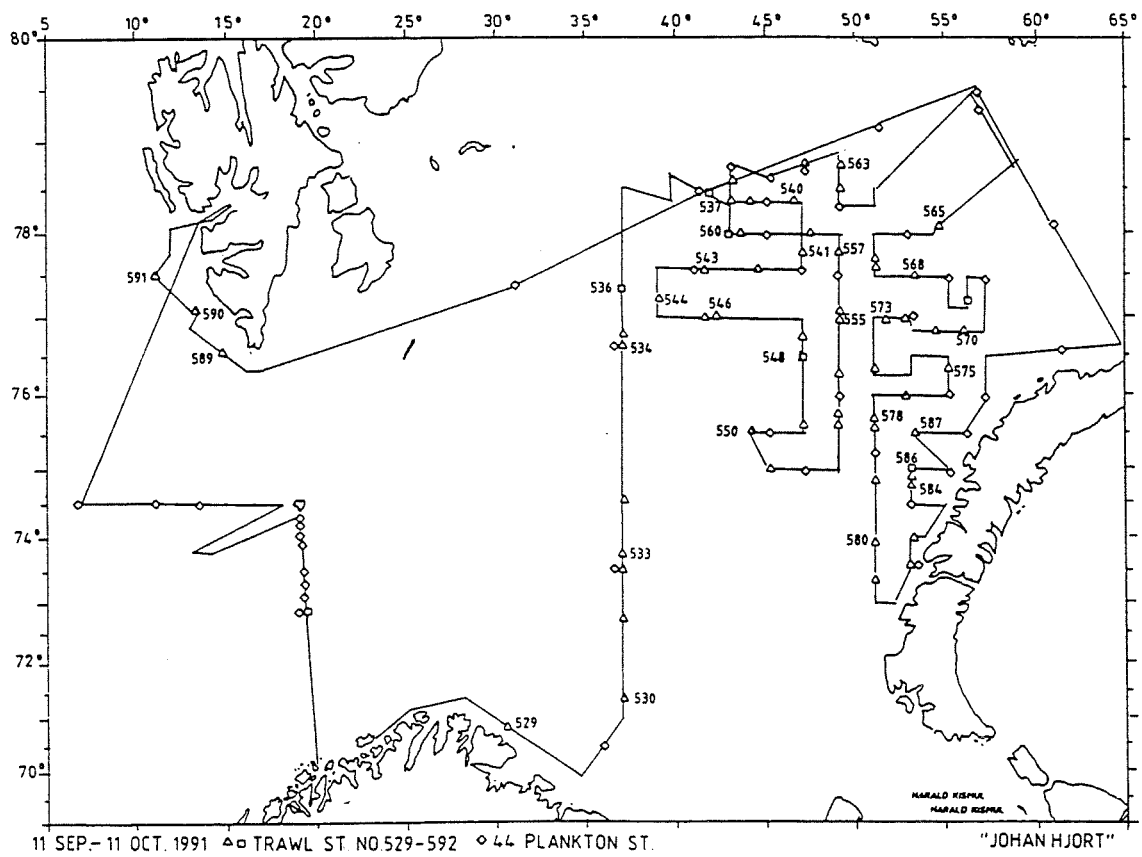 5° 10° 15° 20° 25° 30° 35° 40° 45° 50° 55° 60° 65°
80°
563
537 540
565
78° 560 541 557
591 543 568
536 544 546
590 555 573
534 570
589 548
76° 575
578
550 587
586
584
74° 580
533
72°
530
529
70°
HARALD KISMUL
HARALD KISMUL
11 SEP.- 11 OCT. 1991 △ □ TRAWL ST. NO. 529-592 ◇ 44 PLANKTON ST. "JOHAN HJORT"